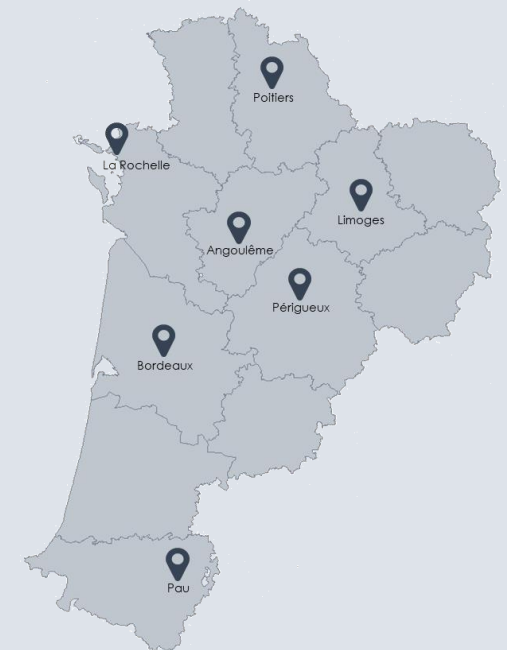 Poitiers
La Rochelle
Limoges
Angoulême
Périgueux
Bordeaux
Pau